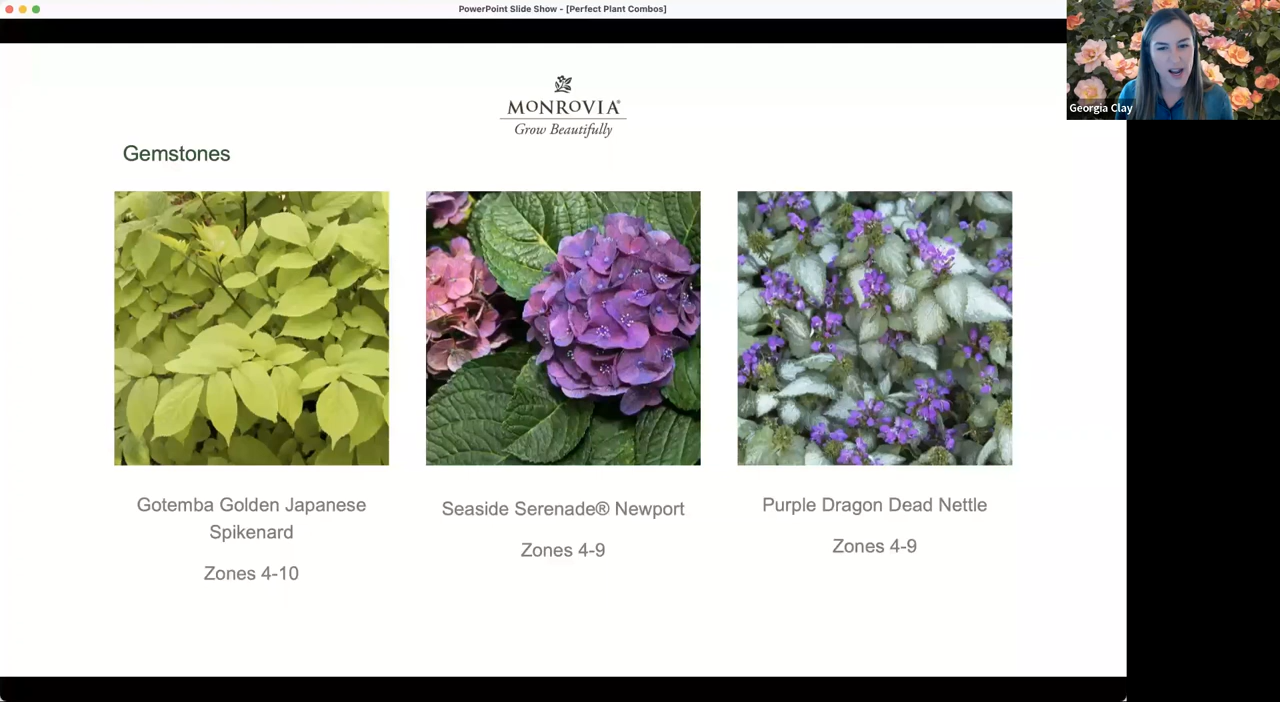 PowerPoint Slide Show - [Perfect Plant Combos]
Georgia Clay
MONROVIA®
Grow Beautifully
Gemstones
Gotemba Golden Japanese
Spikenard
Zones 4-10
Seaside Serenade® Newport
Zones 4-9
Purple Dragon Dead Nettle
Zones 4-9